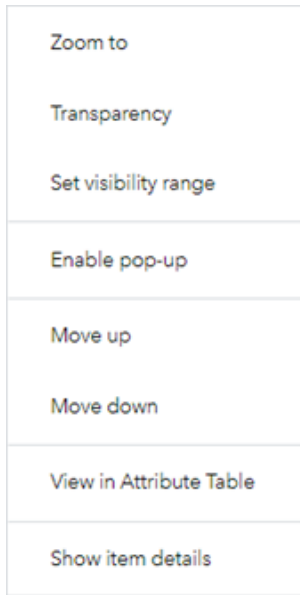 Zoom to
Transparency
Set visibility range
Enable pop-up
Move up
Move down
View in Attribute Table
Show item details